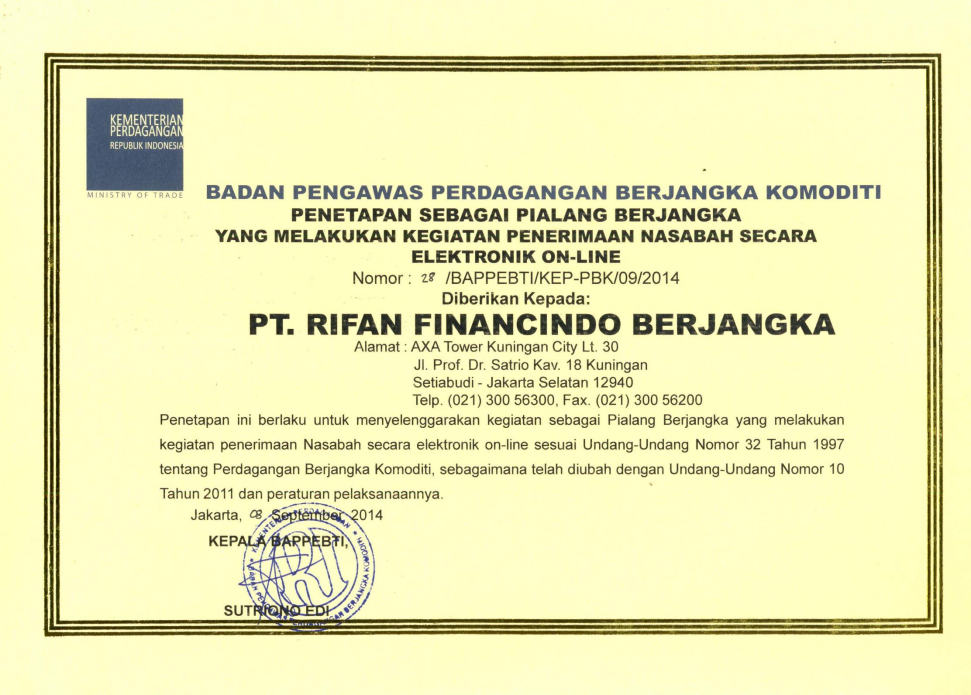 KEMENTERIAN
PERDAGANGAN
REPUBLIK INDONESIA
MINISTRY OF TRADE
BADAN PENGAWAS PERDAGANGAN BERJANGKA KOMODITI
PENETAPAN SEBAGAI PIALANG BERJANGKA
YANG MELAKUKAN KEGIATAN PENERIMAAN NASABAH SECARA
ELEKTRONIK ON-LINE
Nomor : 28 /BAPPEBTI/KEP-PBK/09/2014
Diberikan Kepada:
PT. RIFAN FINANCINDO BERJANGKA
Alamat : AXA Tower Kuningan City Lt. 30
Jl. Prof. Dr. Satrio Kav. 18 Kuningan
Setiabudi - Jakarta Selatan 12940
Telp. (021) 300 56300, Fax. (021) 300 56200
Penetapan ini berlaku untuk menyelenggarakan kegiatan sebagai Pialang Berjangka yang melakukan
kegiatan penerimaan Nasabah secara elektronik on-line sesuai Undang-Undang Nomor 32 Tahun 1997
tentang Perdagangan Berjangka Komoditi, sebagaimana telah diubah dengan Undang-Undang Nomor 10
Tahun 2011 dan peraturan pelaksanaannya.
Jakarta, 08 September 2014
KEPALA BAPPEBTI,
SUTRIONO EDI
KEMENTERIAN PERDAGANGAN
BERJANGKA KOMODITI